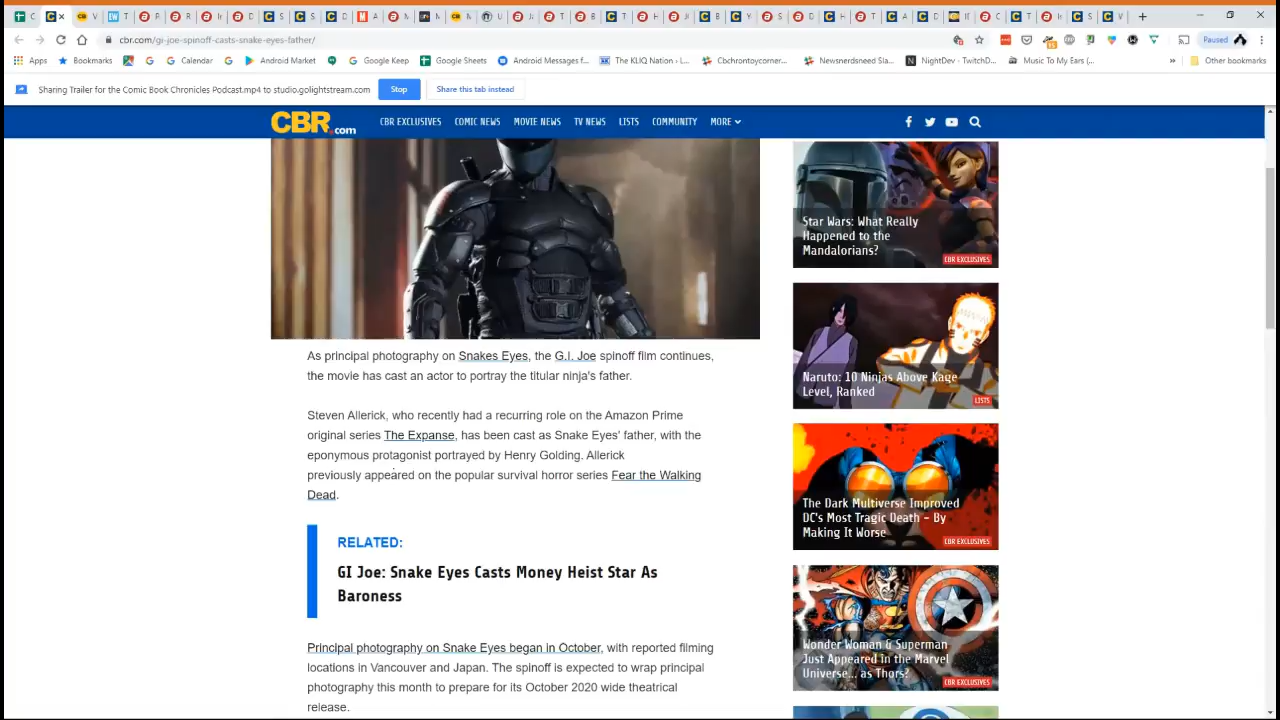 cbr.com/gi-joe-spinoff-casts-snake-eyes-father/
Paused
Apps
Bookmarks
Calendar
Android Market
Google Keep
Google Sheets
Android Messages f...
The KLIQ Nation › L...
Cbchrontoycorner...
Newsnerdsneed Sla...
NightDev - TwitchD...
Music To My Ears (...
»
Other bookmarks
Sharing Trailer for the Comic Book Chronicles Podcast.mp4 to studio.golightstream.com
Stop
Share this tab instead
CBR.com
CBR EXCLUSIVES
COMIC NEWS
MOVIE NEWS
TV NEWS
LISTS
COMMUNITY
MORE
As principal photography on Snakes Eyes, the G.I. Joe spinoff film continues,
the movie has cast an actor to portray the titular ninja's father.
Steven Allerick, who recently had a recurring role on the Amazon Prime
original series The Expanse, has been cast as Snake Eyes' father, with the
eponymous protagonist portrayed by Henry Golding. Allerick
previously appeared on the popular survival horror series Fear the Walking
Dead.
RELATED:
GI Joe: Snake Eyes Casts Money Heist Star As
Baroness
Principal photography on Snake Eyes began in October, with reported filming
locations in Vancouver and Japan. The spinoff is expected to wrap principal
photography this month to prepare for its October 2020 wide theatrical
release.
Star Wars: What Really
Happened to the
Mandalorians?
CBR EXCLUSIVES
Naruto: 10 Ninjas Above Kage
Level, Ranked
LISTS
The Dark Multiverse Improved
DC's Most Tragic Death – By
Making It Worse
CBR EXCLUSIVES
Wonder Woman & Superman
Just Appeared in the Marvel
Universe... as Thors?
CBR EXCLUSIVES